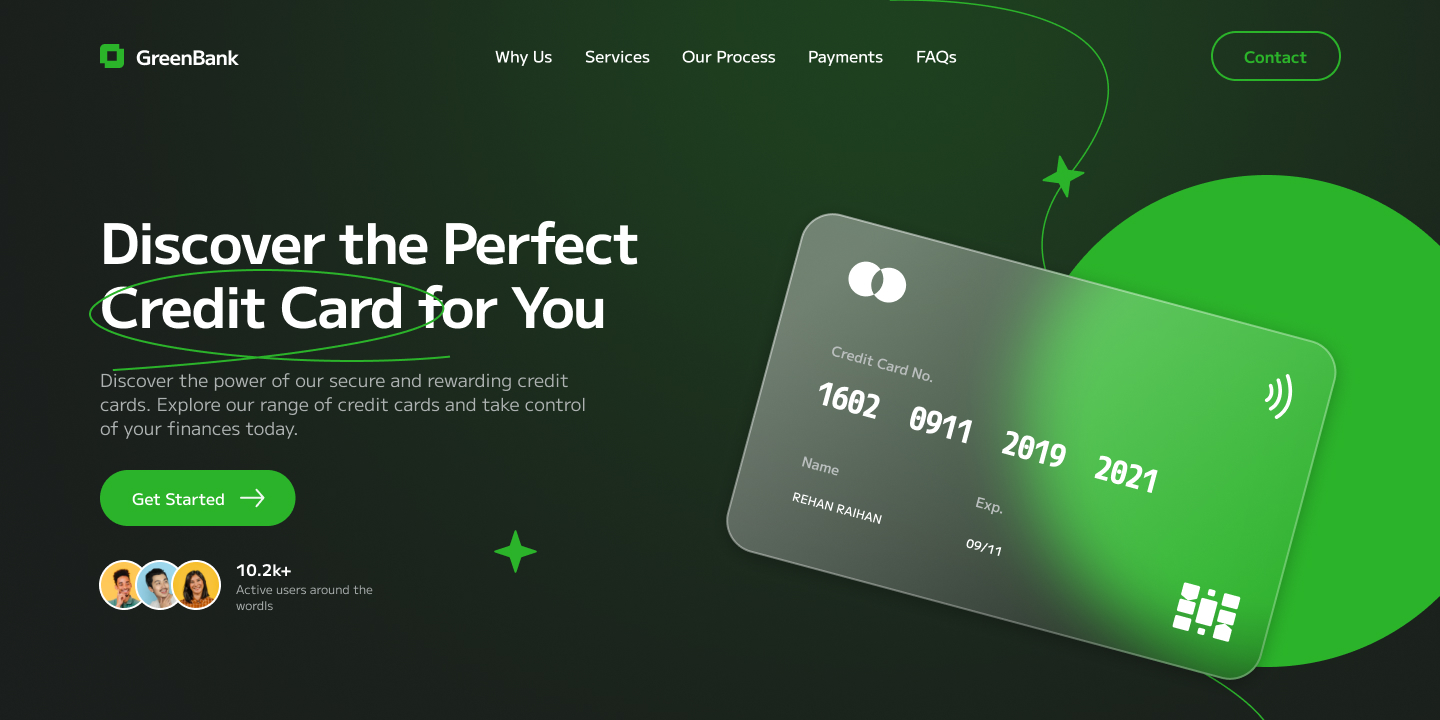 GreenBank
Why Us
Services
Our Process
Payments
FAQs
Contact
Discover the Perfect
Credit Card for You
Discover the power of our secure and rewarding credit
cards. Explore our range of credit cards and take control
of your finances today.
Get Started
10.2k+
Active users around the
wordls
Credit Card No.
1602 0911 2019 2021
Name
REHAN RAIHAN
Exp.
09/11